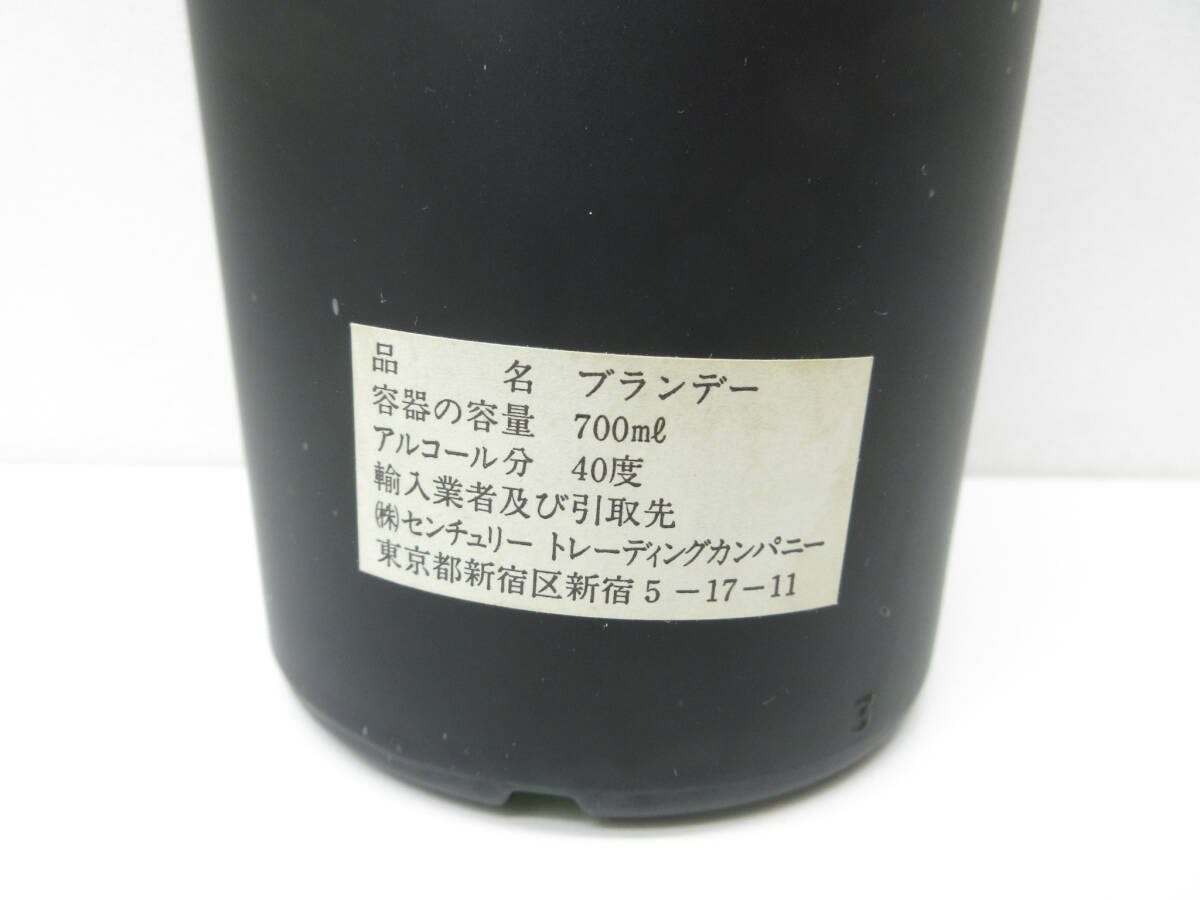 品　　名　ブランデー
容器の容量　700㎖
アルコール分　40度
輸入業者及び引取先
㈱センチュリー トレーディングカンパニー
東京都新宿区新宿5－17－11